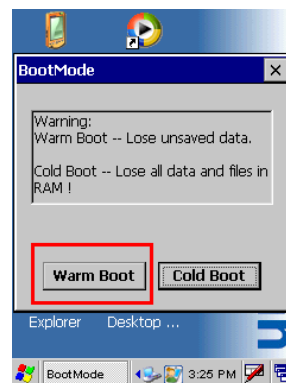 BootMode
Warning:
Warm Boot -- Lose unsaved data.
Cold Boot -- Lose all data and files in
RAM !
Warm Boot
Cold Boot
Explorer
Desktop ...
BootMode
3:25 PM